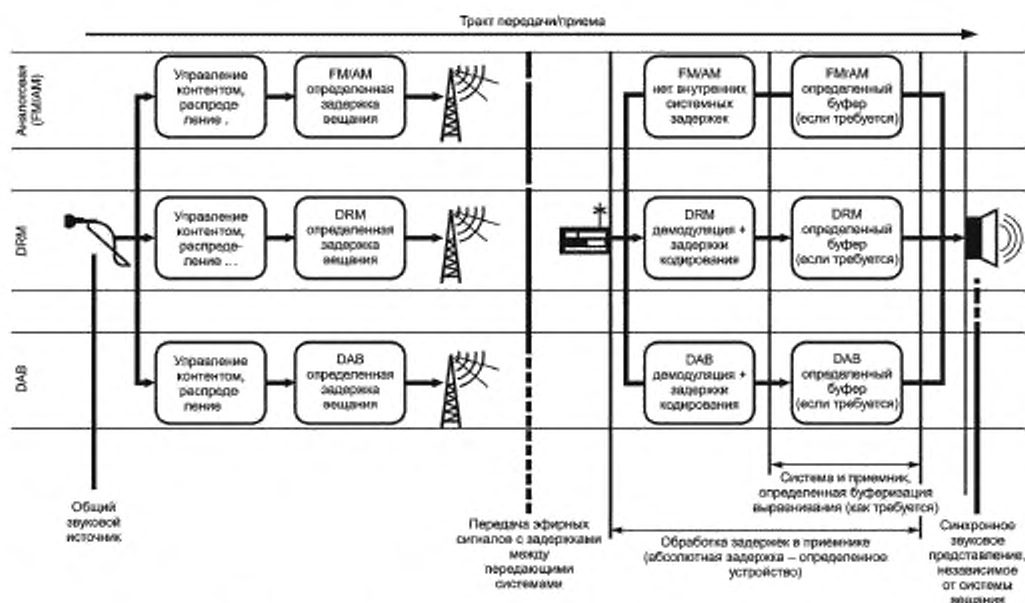 Тракт передачи/приема
Аналоговая
(FM/AM)
Управление
контентом,
распреде
ление .
FM/AM
определенная
задержка
вещания
FM/AM
нет внутренних
системных
задержек
FM/AM
определенный
буфер
(если требуется)
DRM
Управление
контентом,
распреде-
ление ...
DRM
определенная
задержка
вещания
*
DRM
демодуляция +
задержки
кодирования
DRM
определенный
буфер
(если требуется)
DAB
Управление
контентом,
распреде
ление
DAB
определенная
задержка
вещания
DAB
демодуляция +
задержки
кодирования
DAB
определенный
буфер
(если требуется)
Общий
звуковой
источник
Передача эфирных
сигналов с задержками
между
передающими
системами
Система и приемник,
определенная буферизация
выравнивания (как требуется)
Обработка задержек в приемнике
(абсолютная задержка – определенное
устройство)
Синхронное
звуковое
представление,
независимое
от системы
вещания